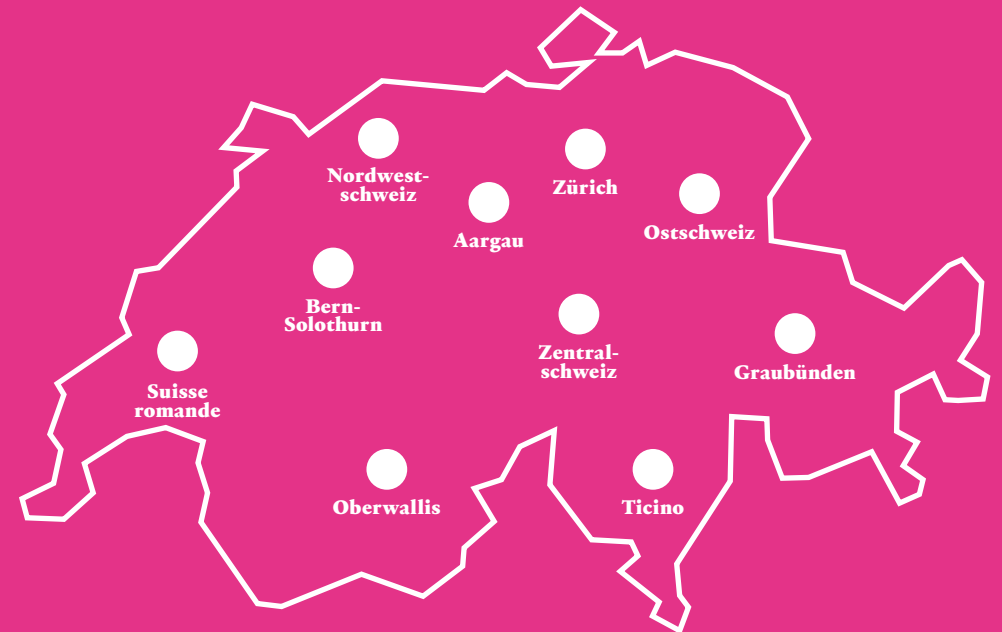 Nordwest-
schweiz
Zürich
Aargau
Ostschweiz
Bern-
Solothurn
Zentral-
schweiz
Graubünden
Suisse
romande
Oberwallis
Ticino